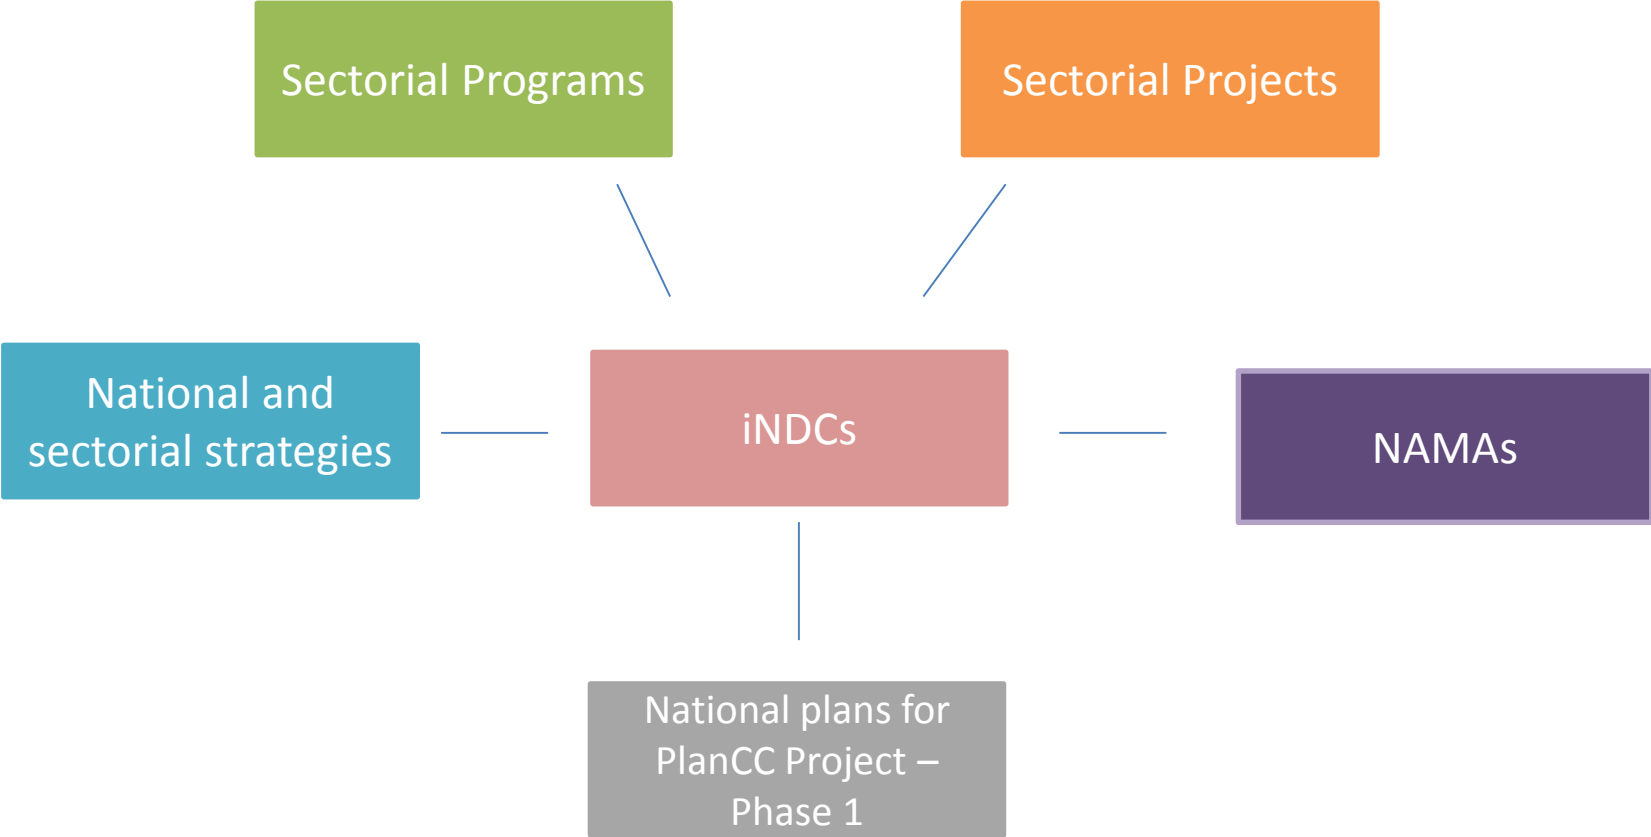 Sectorial Programs
Sectorial Projects
National and
sectorial strategies
iNDCs
NAMAs
National plans for
PlanCC Project –
Phase 1